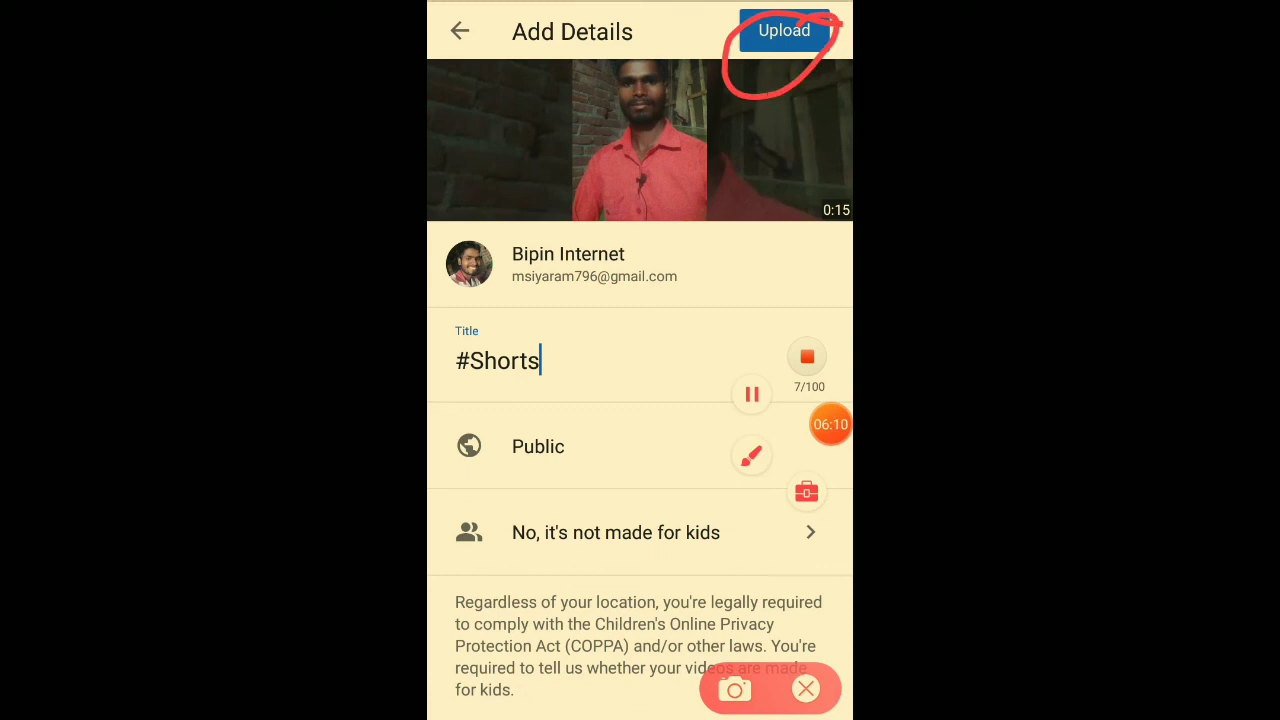 Add Details
Upload
0:15
Bipin Internet
msiyaram796@gmail.com
Title
#Shorts
7/100
06:10
Public
No, it's not made for kids
Regardless of your location, you're legally required
to comply with the Children's Online Privacy
Protection Act (COPPA) and/or other laws. You're
required to tell us whether your videos are made
for kids.